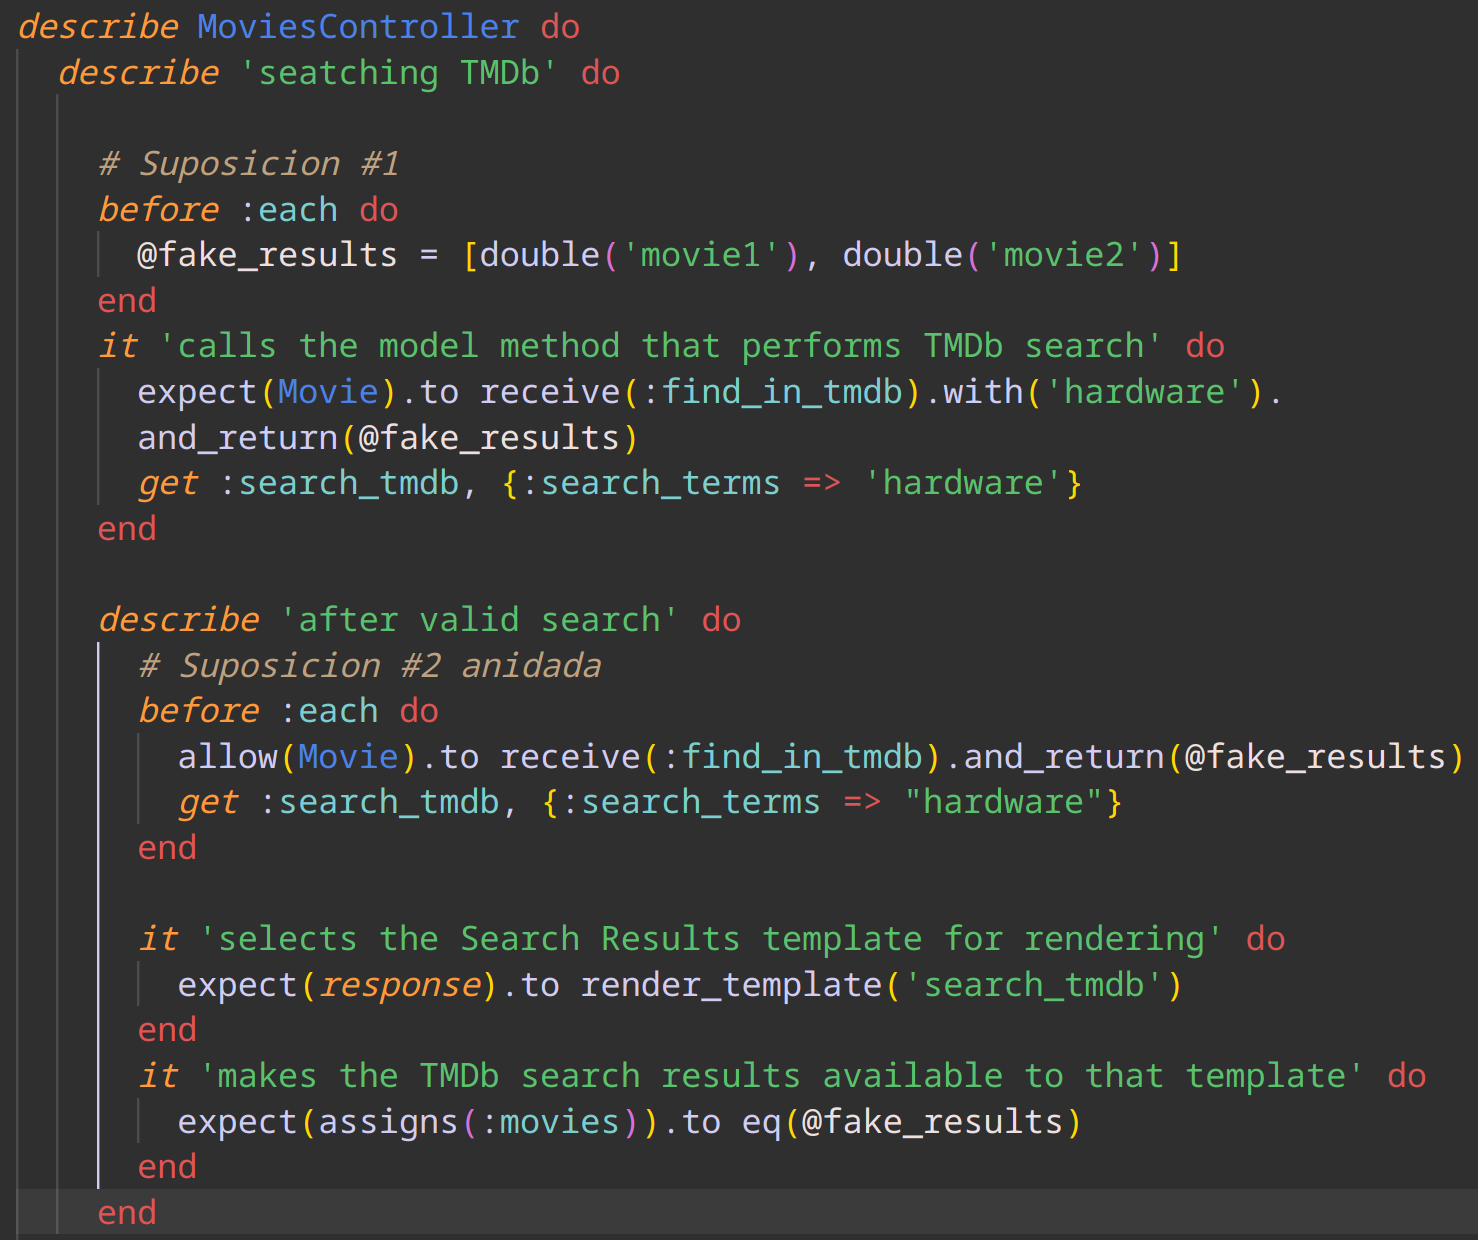 describe MoviesController do
  describe 'seatching TMDb' do

    # Suposicion #1
    before :each do
      @fake_results = [double('movie1'), double('movie2')]
    end
    it 'calls the model method that performs TMDb search' do
      expect(Movie).to receive(:find_in_tmdb).with('hardware').
      and_return(@fake_results)
      get :search_tmdb, {:search_terms => 'hardware'}
    end

    describe 'after valid search' do
      # Suposicion #2 anidada
      before :each do
        allow(Movie).to receive(:find_in_tmdb).and_return(@fake_results)
        get :search_tmdb, {:search_terms => "hardware"}
      end

      it 'selects the Search Results template for rendering' do
        expect(response).to render_template('search_tmdb')
      end
      it 'makes the TMDb search results available to that template' do
        expect(assigns(:movies)).to eq(@fake_results)
      end
    end